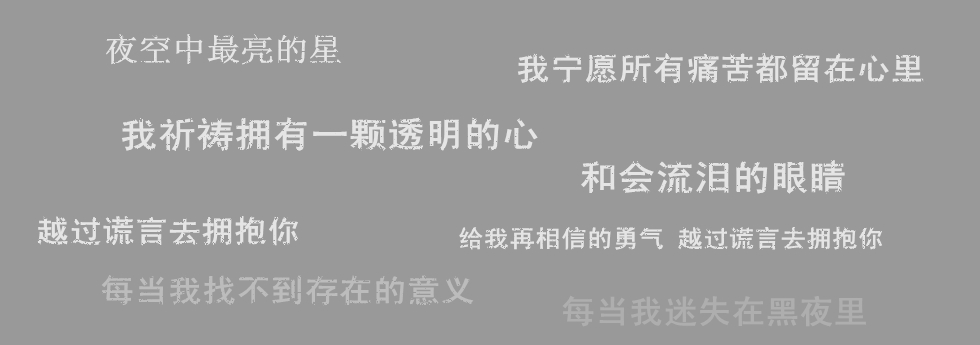 夜空中最亮的星
我宁愿所有痛苦都留在心里
我祈祷拥有一颗透明的心
和会流泪的眼睛
越过谎言去拥抱你
给我再相信的勇气 越过谎言去拥抱你
每当我找不到存在的意义
每当我迷失在黑夜里